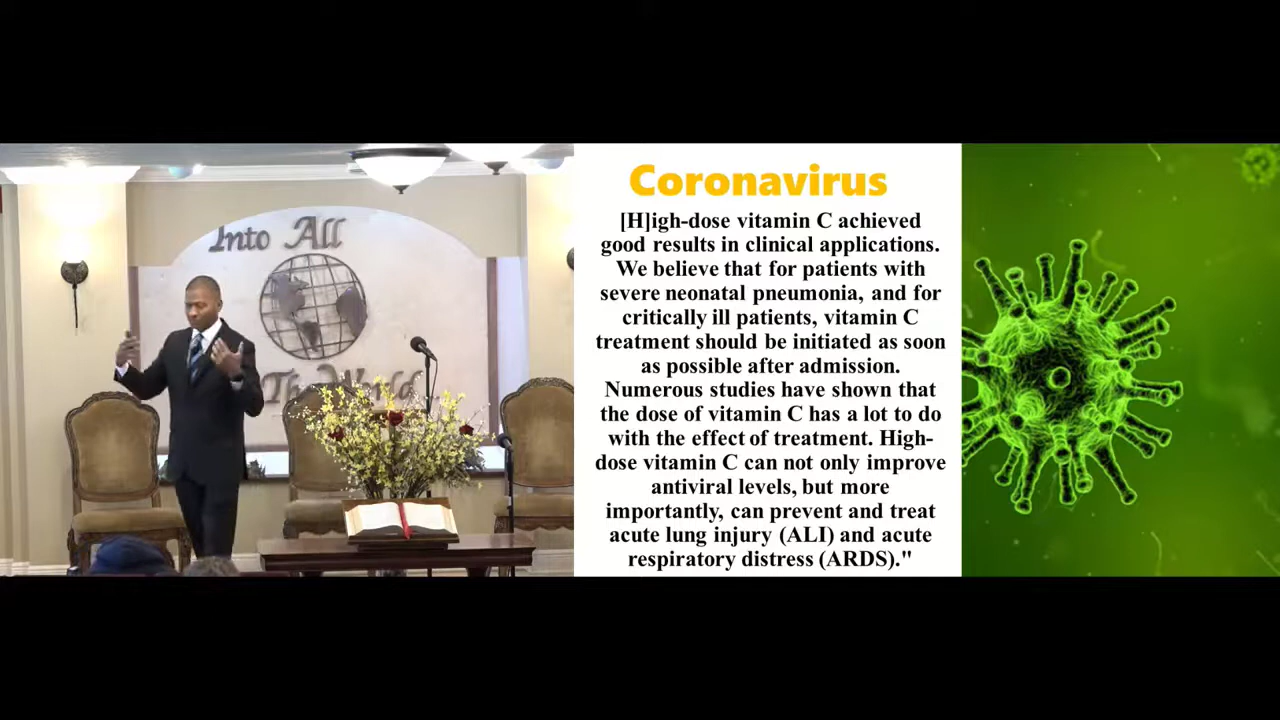 Into All
The World
Coronavirus
[H]igh-dose vitamin C achieved
good results in clinical applications.
We believe that for patients with
severe neonatal pneumonia, and for
critically ill patients, vitamin C
treatment should be initiated as soon
as possible after admission.
Numerous studies have shown that
the dose of vitamin C has a lot to do
with the effect of treatment. High-
dose vitamin C can not only improve
antiviral levels, but more
importantly, can prevent and treat
acute lung injury (ALI) and acute
respiratory distress (ARDS)."